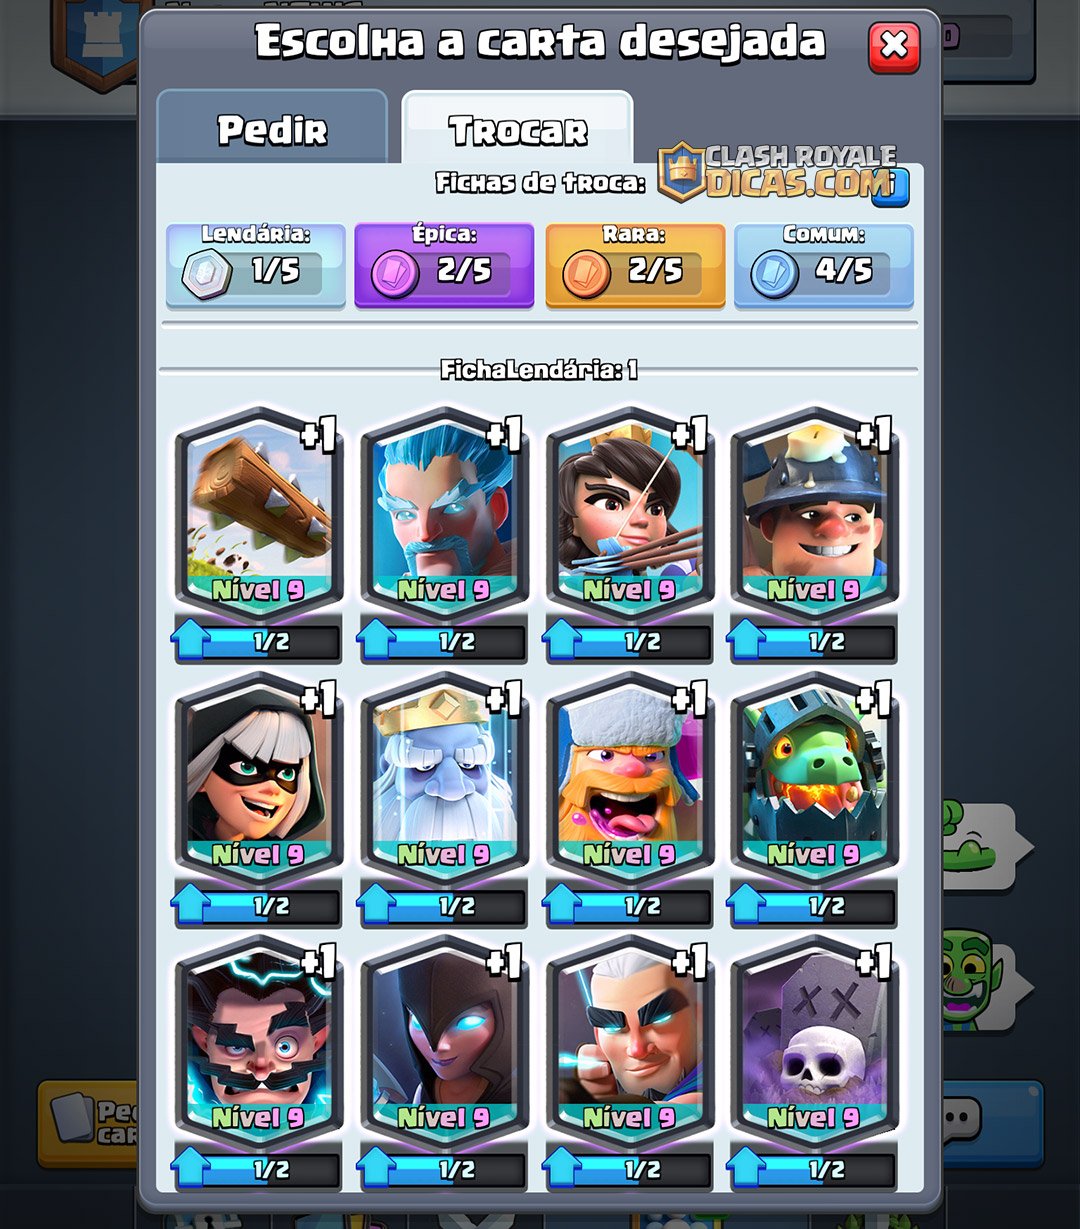 Escolha a carta desejada
Pedir
Trocar
CLASH ROYALE
DICAS.COM
Fichas de troca:
i
Lendária:
Épica:
Rara:
Comum:
1/5
2/5
2/5
4/5
FichaLendária: 1
+1
+1
+1
+1
Nível 9
Nível 9
Nível 9
Nível 9
1/2
1/2
1/2
1/2
+1
+1
+1
+1
Nível 9
Nível 9
Nível 9
Nível 9
1/2
1/2
1/2
1/2
+1
+1
+1
+1
Nível 9
Nível 9
Nível 9
Nível 9
Pe
car
1/2
1/2
1/2
1/2